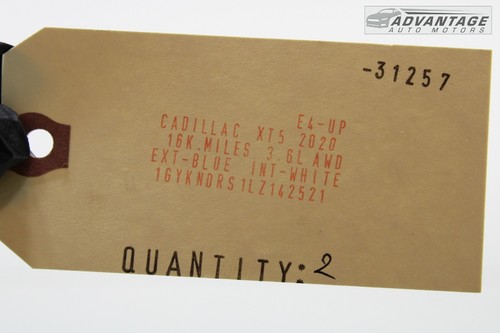 ADVANTAGE
AUTO MOTORS
-31257
E4-UP
CADILLAC XT5 2020
16K.MILES 3.6L AWD
EXT-BLUE INT-WHITE
1GYKNDRS1LZ142521
QUANTITY: 2